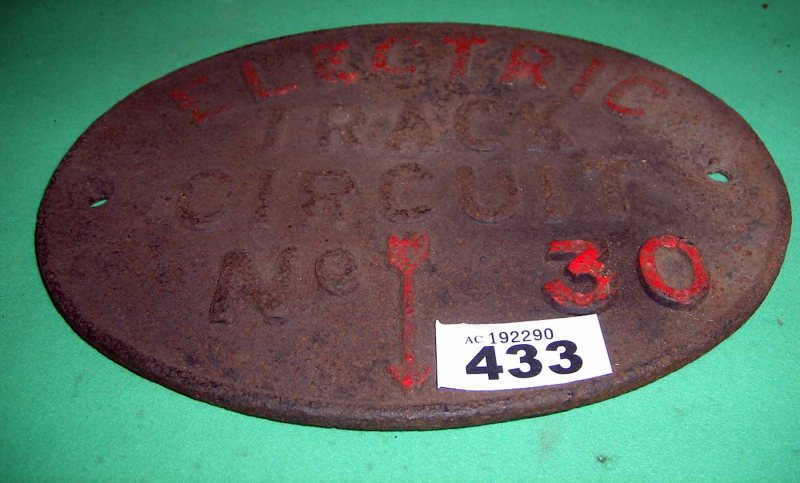 ELECTRIC
TRACK
CIRCUIT
No 30
AC 192290
433